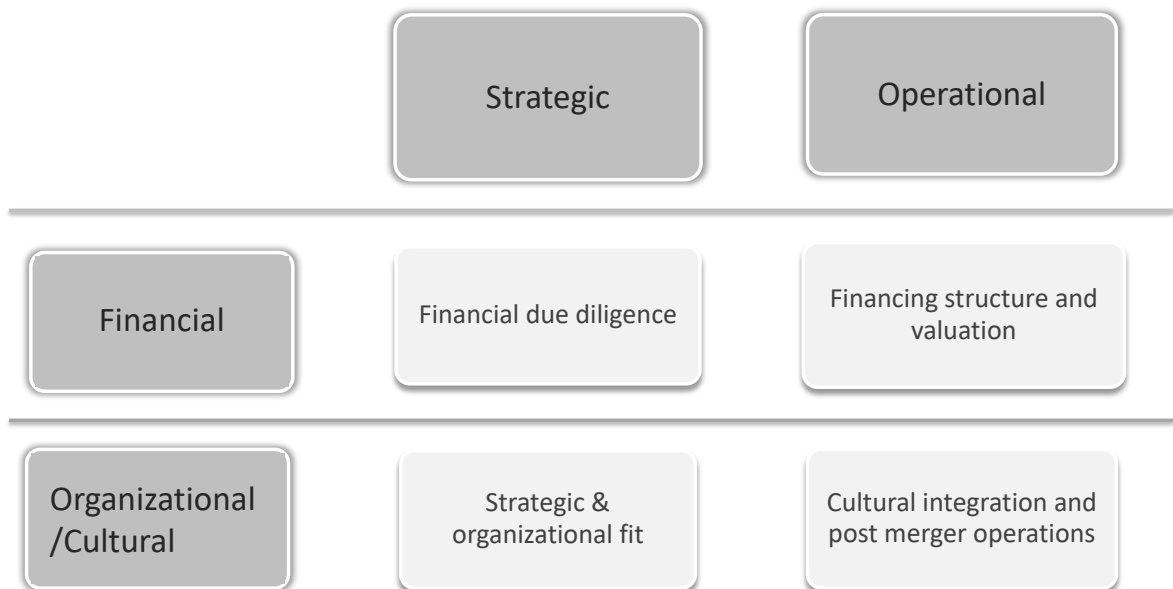 Strategic
Operational
Financial
Financial due diligence
Financing structure and
valuation
Organizational
/Cultural
Strategic &
organizational fit
Cultural integration and
post merger operations